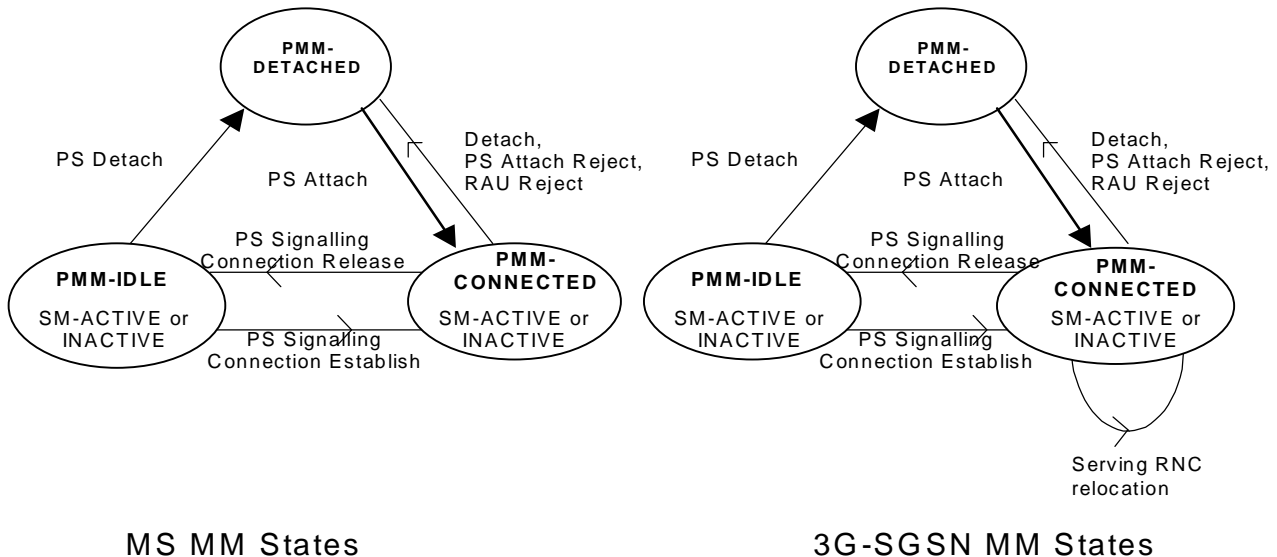 PMM-
DETACHED
PS Detach
PS Attach
Detach,
PS Attach Reject,
RAU Reject
PS Signalling
Connection Release
PMM-IDLE
SM-ACTIVE or
INACTIVE
PMM-
CONNECTED
SM-ACTIVE or
INACTIVE
PS Signalling
Connection Establish
MS MM States
PMM-
DETACHED
PS Detach
PS Attach
Detach,
PS Attach Reject,
RAU Reject
PS Signalling
Connection Release
PMM-IDLE
SM-ACTIVE or
INACTIVE
PMM-
CONNECTED
SM-ACTIVE or
INACTIVE
PS Signalling
Connection Establish
Serving RNC
relocation
3G-SGSN MM States